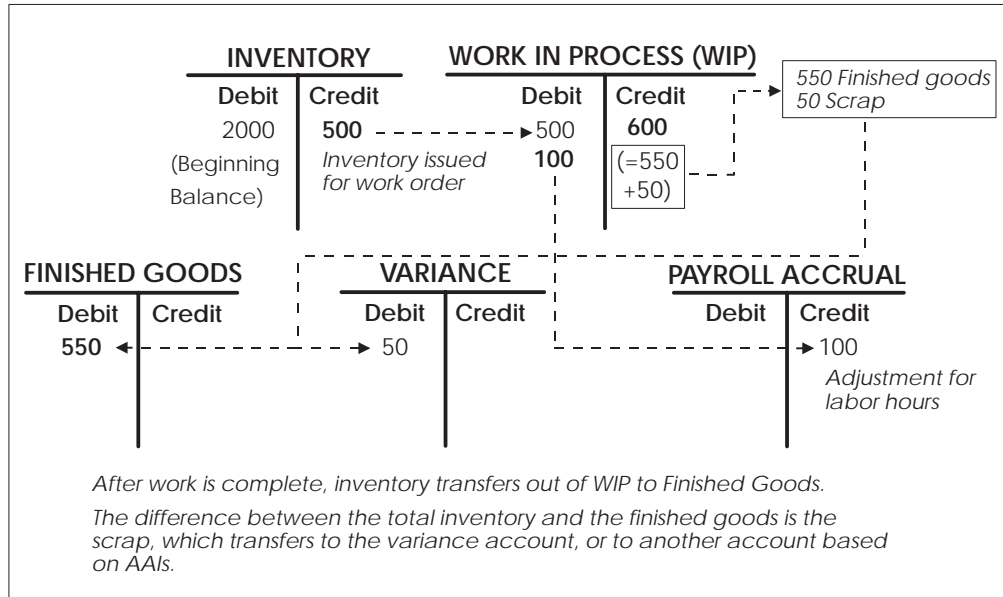 INVENTORY WORK IN PROCESS (WIP)
550 Finished goods
50 Scrap
Debit Credit Debit Credit
2000 500 500 600
(Beginning Inventory issued 100 (=550
Balance) for work order +50)
FINISHED GOODS VARIANCE PAYROLL ACCRUAL
Debit Credit Debit Credit Debit Credit
550 50 100
Adjustment for
labor hours
After work is complete, inventory transfers out of WIP to Finished Goods.
The difference between the total inventory and the finished goods is the
scrap, which transfers to the variance account, or to another account based
on AAIs.